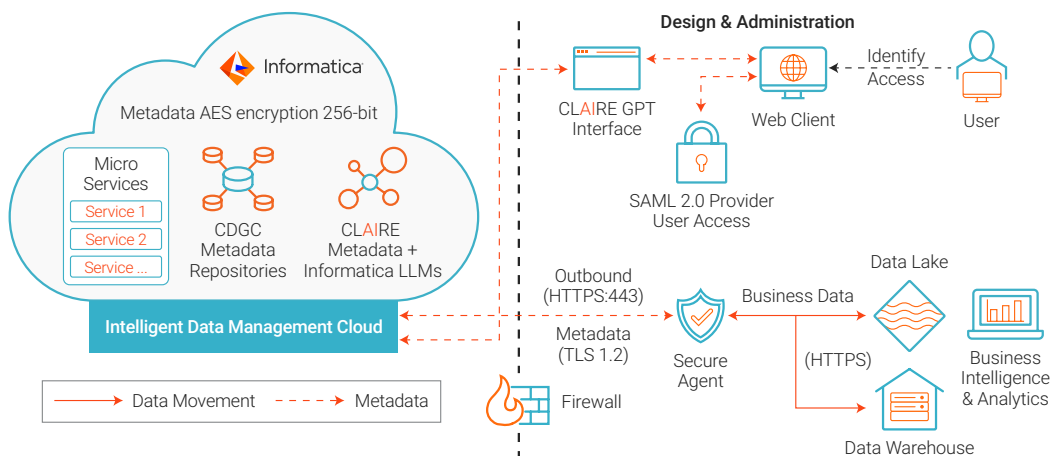 Informatica
Metadata AES encryption 256-bit
Micro
Services
Service 1
Service 2
Service ...
CDGC
Metadata
Repositories
CLAIRE
Metadata +
Informatica LLMs
Intelligent Data Management Cloud
Data Movement
Metadata
Design & Administration
CLAIRE GPT
Interface
Web Client
Identify
Access
User
SAML 2.0 Provider
User Access
Outbound
(HTTPS:443)
Metadata
(TLS 1.2)
Secure
Agent
Business Data
(HTTPS)
Data Lake
Business
Intelligence
& Analytics
Data Warehouse
Firewall